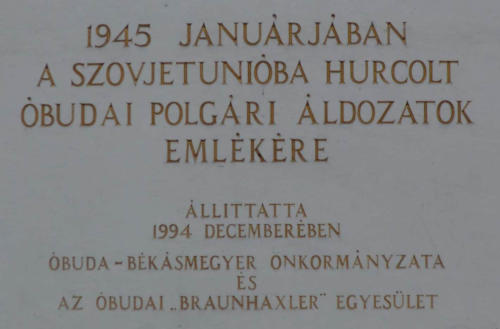 1945 JANUÁRJÁBAN
A SZOVJETUNIÓBA HURCOLT
ÓBUDAI POLGÁRI ÁLDOZATOK
EMLÉKÉRE
ÁLLITTATTA
1994 DECEMBERÉBEN
ÓBUDA-BÉKÁSMEGYER ÖNKORMÁNYZATA
ÉS
AZ ÓBUDAI „BRAUNHAXLER" EGYESÜLET